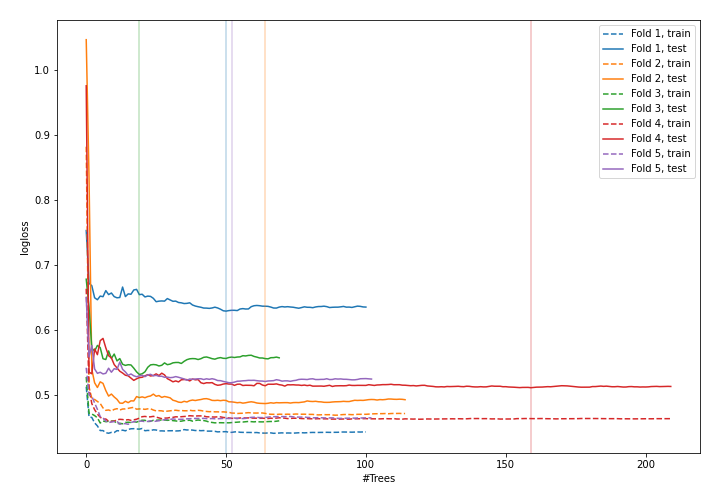 1.0
0.9
0.8
0.7
0.6
0.5
logloss
0
50
100
150
200
#Trees
Fold 1, train
Fold 1, test
Fold 2, train
Fold 2, test
Fold 3, train
Fold 3, test
Fold 4, train
Fold 4, test
Fold 5, train
Fold 5, test